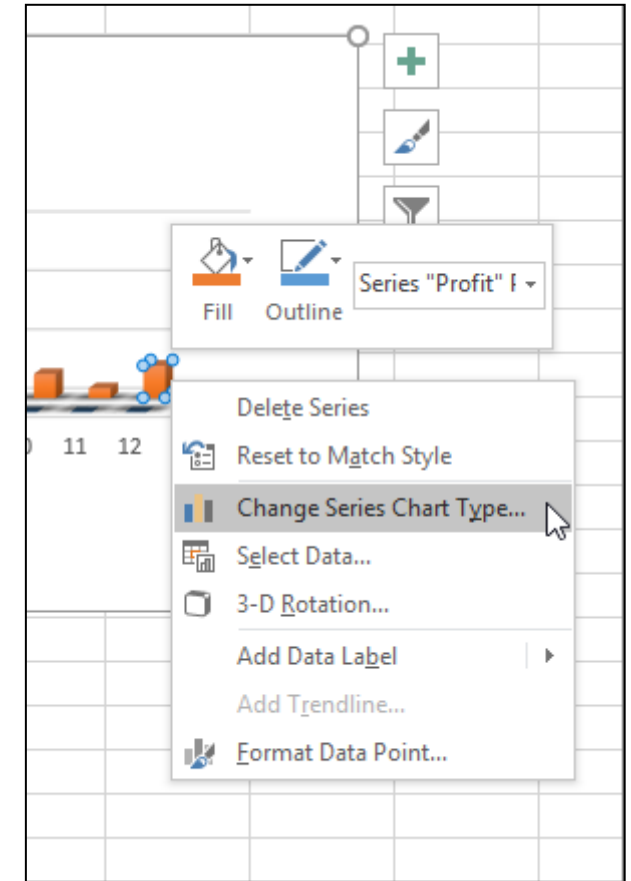 Series "Profit" P
Fill Outline
11 12
Delete Series
Reset to Match Style
Change Series Chart Type...
Select Data...
3-D Rotation...
Add Data Label
Add Trendline...
Format Data Point...